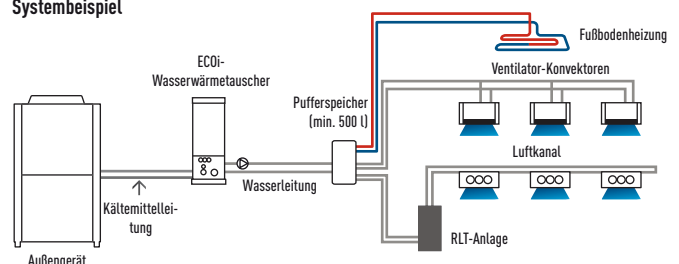 Systembeispiel
Fußbodenheizung
ECOi-
Wasserwärmetauscher
Ventilator-Konvektoren
Pufferspeicher
(min. 500 l)
Luftkanal
Wasserleitung
Kältemittellei-
tung
RLT-Anlage
Außengerät